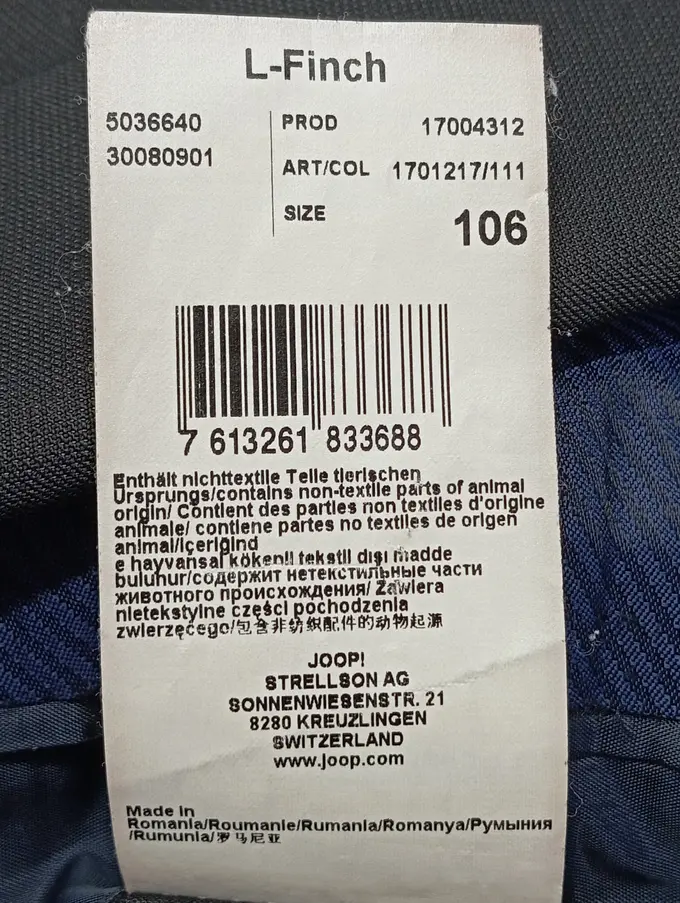 L-Finch
5036640
30080901
PROD 17004312
ART/COL 1701217/111
SIZE 106
7 613261 833688
Enthält nichttextile Teile tierischen
Ursprungs/contains non-textile parts of animal
origin/ Contient des parties non textiles d'origine
animale/ contiene partes no textiles de origen
animal/İçeriğind
e hayvansal kökenli tekstil dışı madde
bulunur/содержит нетекстильные части
животного происхождения/ Zawiera
nietekstylne części pochodzenia
zwierzęcego/包含非纺织配件的动物起源
JOOP!
STRELLSON AG
SONNENWIESENSTR. 21
8280 KREUZLINGEN
SWITZERLAND
www.joop.com
Made in
Romania/Roumanie/Rumania/Romanya/Румыния
/Rumunia/罗马尼亚